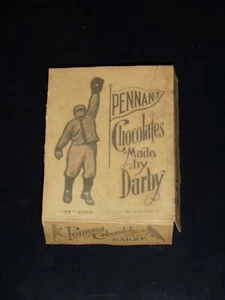 PENNANT
Chocolates
Made
by
Darby
"TY" COBB
Pennant Chocolates
DARBY